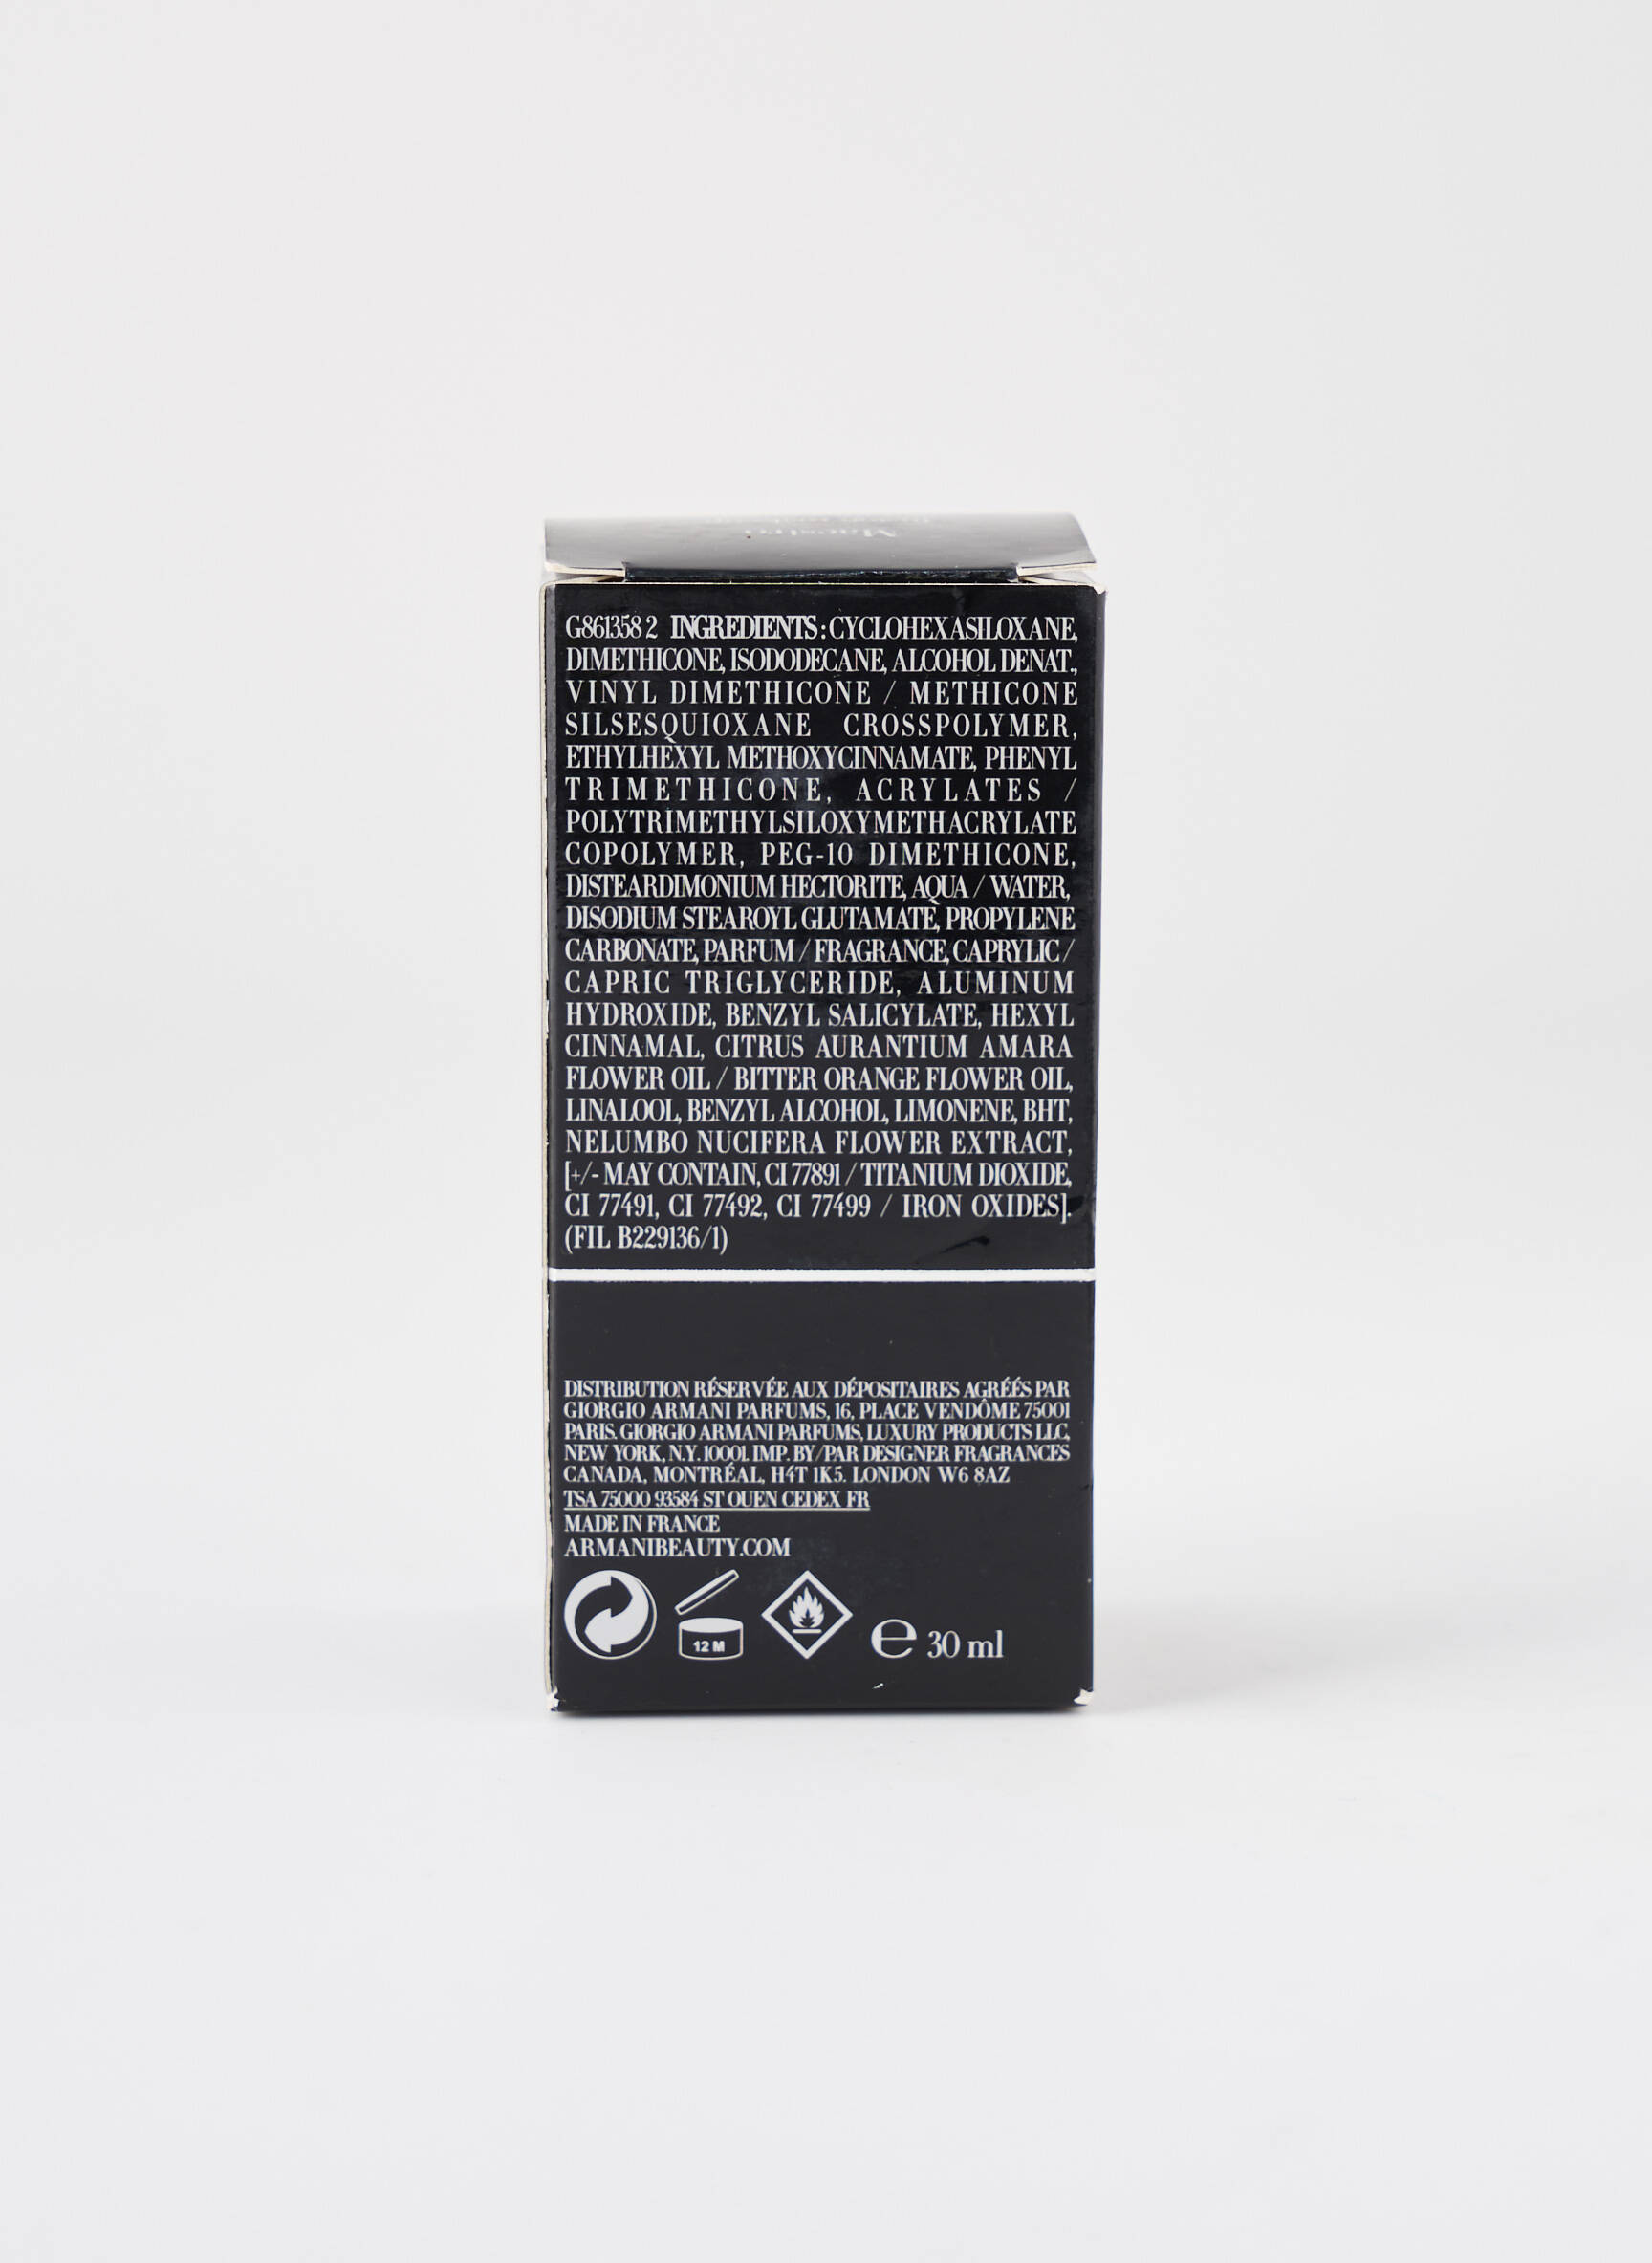 Maestro
G861358 2 INGREDIENTS : CYCLOHEXASILOXANE,
DIMETHICONE, ISODODECANE, ALCOHOL DENAT.,
VINYL DIMETHICONE / METHICONE
SILSESQUIOXANE CROSSPOLYMER,
ETHYLHEXYL METHOXYCINNAMATE, PHENYL
TRIMETHICONE, ACRYLATES /
POLYTRIMETHYLSILOXYMETHACRYLATE
COPOLYMER, PEG-10 DIMETHICONE,
DISTEARDIMONIUM HECTORITE, AQUA / WATER,
DISODIUM STEAROYL GLUTAMATE, PROPYLENE
CARBONATE, PARFUM / FRAGRANCE, CAPRYLIC /
CAPRIC TRIGLYCERIDE, ALUMINUM
HYDROXIDE, BENZYL SALICYLATE, HEXYL
CINNAMAL, CITRUS AURANTIUM AMARA
FLOWER OIL / BITTER ORANGE FLOWER OIL,
LINALOOL, BENZYL ALCOHOL, LIMONENE, BHT,
NELUMBO NUCIFERA FLOWER EXTRACT,
[+/- MAY CONTAIN, CI 77891 / TITANIUM DIOXIDE,
CI 77491, CI 77492, CI 77499 / IRON OXIDES].
(FIL B229136/1)
DISTRIBUTION RÉSERVÉE AUX DÉPOSITAIRES AGRÉÉS PAR
GIORGIO ARMANI PARFUMS, 16, PLACE VENDÔME 75001
PARIS. GIORGIO ARMANI PARFUMS, LUXURY PRODUCTS LLC,
NEW YORK, N.Y. 10001. IMP. BY/PAR DESIGNER FRAGRANCES
CANADA, MONTRÉAL, H4T 1K5. LONDON W6 8AZ
TSA 75000 93584 ST OUEN CEDEX FR
MADE IN FRANCE
ARMANIBEAUTY.COM
12 M
℮ 30 ml